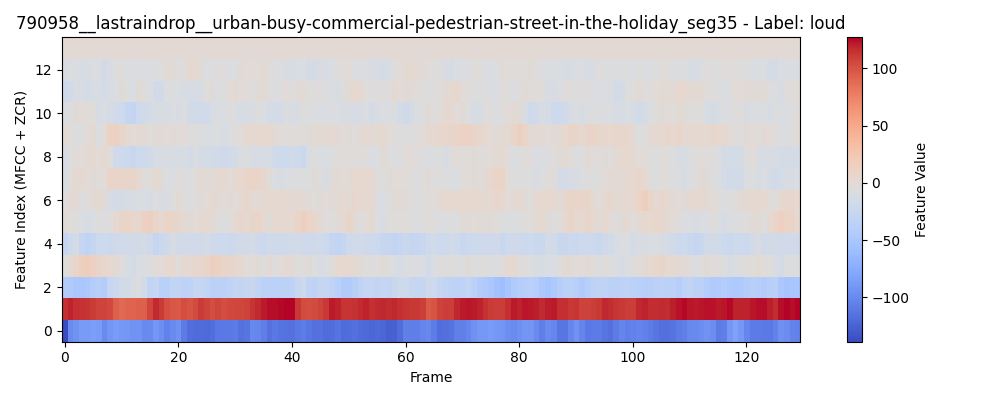 790958__lastraindrop__urban-busy-commercial-pedestrian-street-in-the-holiday_seg35 - Label: loud
Feature Index (MFCC + ZCR)
12
10
8
6
4
2
0
0 20 40 60 80 100 120
Frame
100
50
0
−50
−100
Feature Value